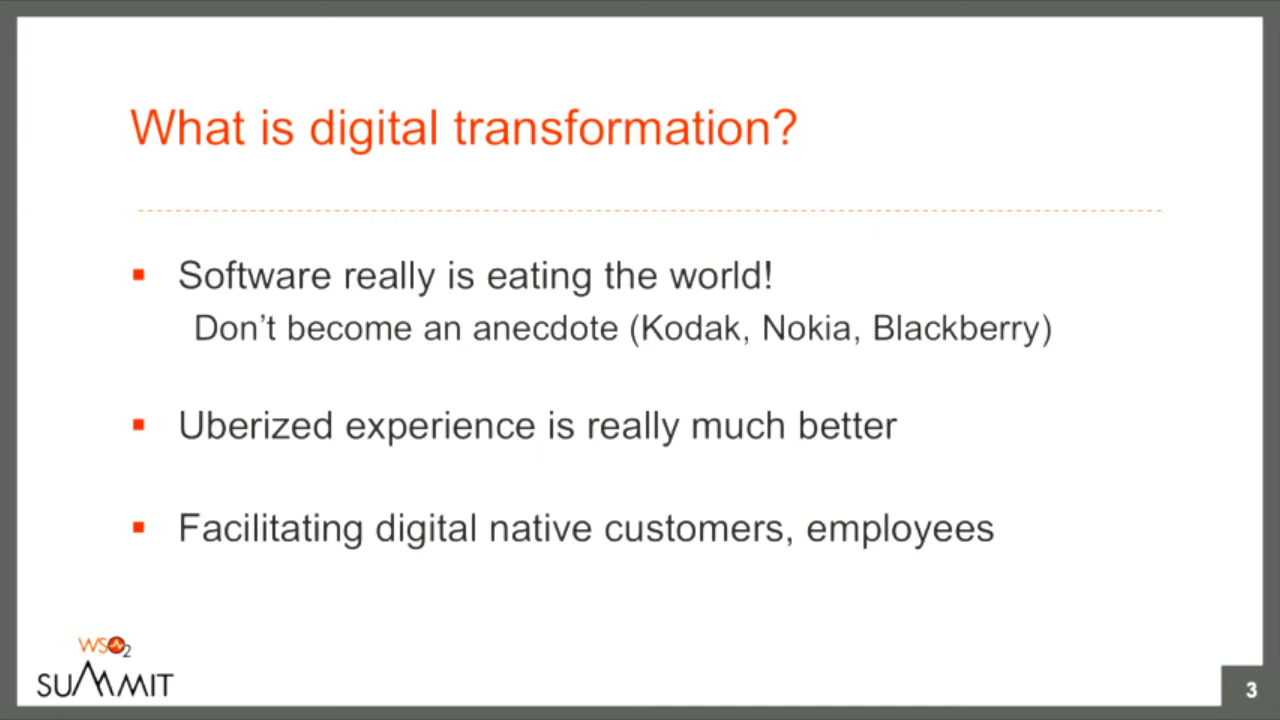 What is digital transformation?
Software really is eating the world!
Don’t become an anecdote (Kodak, Nokia, Blackberry)
Uberized experience is really much better
Facilitating digital native customers, employees
WSO2
SUMMIT
3